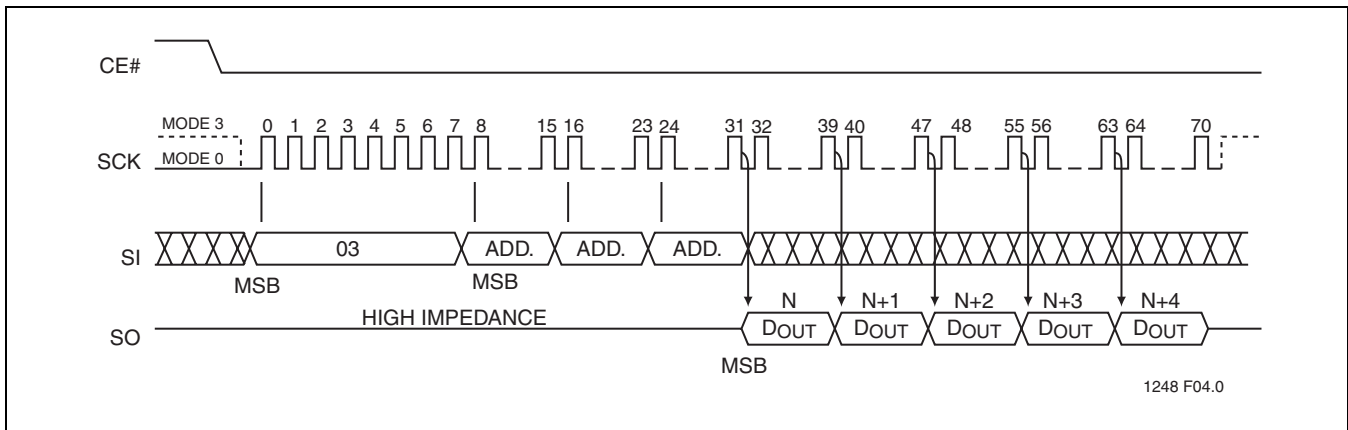 CE#
MODE 3
0 1 2 3 4 5 6 7 8 15 16 23 24 31 32 39 40 47 48 55 56 63 64 70
SCK
MODE 0
SI
03 ADD. ADD. ADD.
MSB MSB
N N+1 N+2 N+3 N+4
HIGH IMPEDANCE
SO
DOUT DOUT DOUT DOUT DOUT
MSB
1248 F04.0